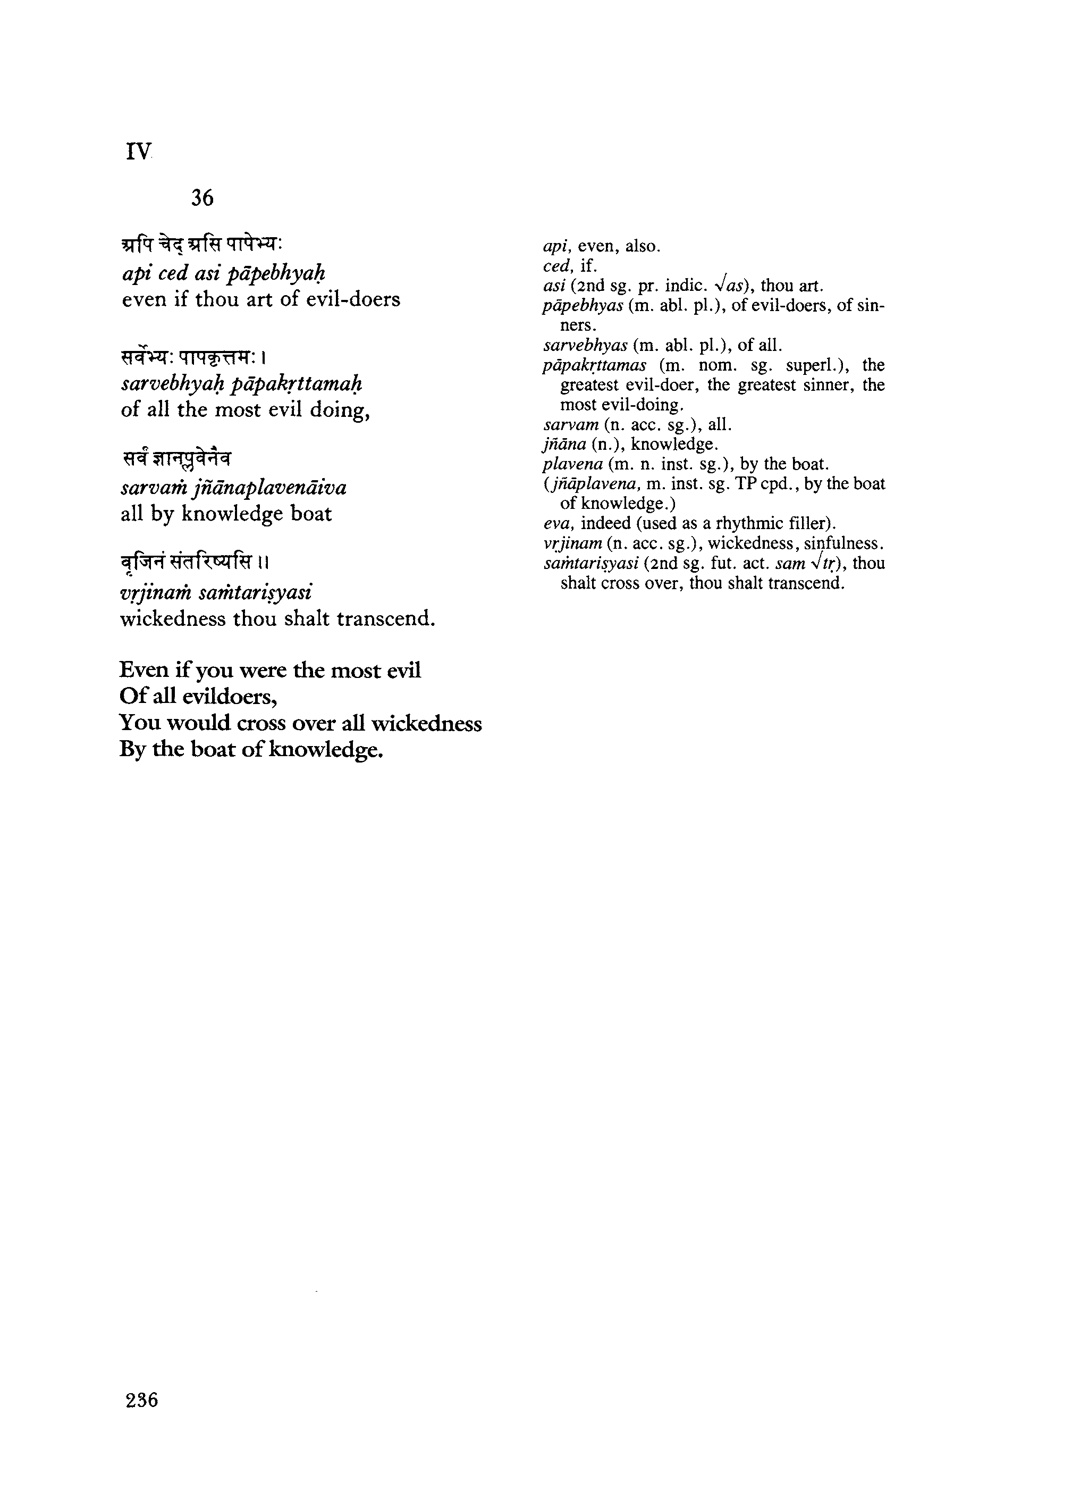 IV
36
अपि चेद् असि पापेभ्यः
api ced asi pāpebhyaḥ
even if thou art of evil-doers
सर्वेभ्यः पापकृत्तमः ।
sarvebhyaḥ pāpakṛttamaḥ
of all the most evil doing,
सर्वं ज्ञानप्लवेनैव
sarvaṁ jñānaplavenāiva
all by knowledge boat
वृजिनं संतरिष्यसि ।।
vṛjinaṁ saṁtariṣyasi
wickedness thou shalt transcend.
Even if you were the most evil
Of all evildoers,
You would cross over all wickedness
By the boat of knowledge.
api, even, also.
ced, if.
asi (2nd sg. pr. indic. √as), thou art.
pāpebhyas (m. abl. pl.), of evil-doers, of sin-
ners.
sarvebhyas (m. abl. pl.), of all.
pāpakṛttamas (m. nom. sg. superl.), the
greatest evil-doer, the greatest sinner, the
most evil-doing.
sarvam (n. acc. sg.), all.
jñāna (n.), knowledge.
plavena (m. n. inst. sg.), by the boat.
(jñāplavena, m. inst. sg. TP cpd., by the boat
of knowledge.)
eva, indeed (used as a rhythmic filler).
vṛjinam (n. acc. sg.), wickedness, sinfulness.
saṁtariṣyasi (2nd sg. fut. act. sam √tṛ), thou
shalt cross over, thou shalt transcend.
236